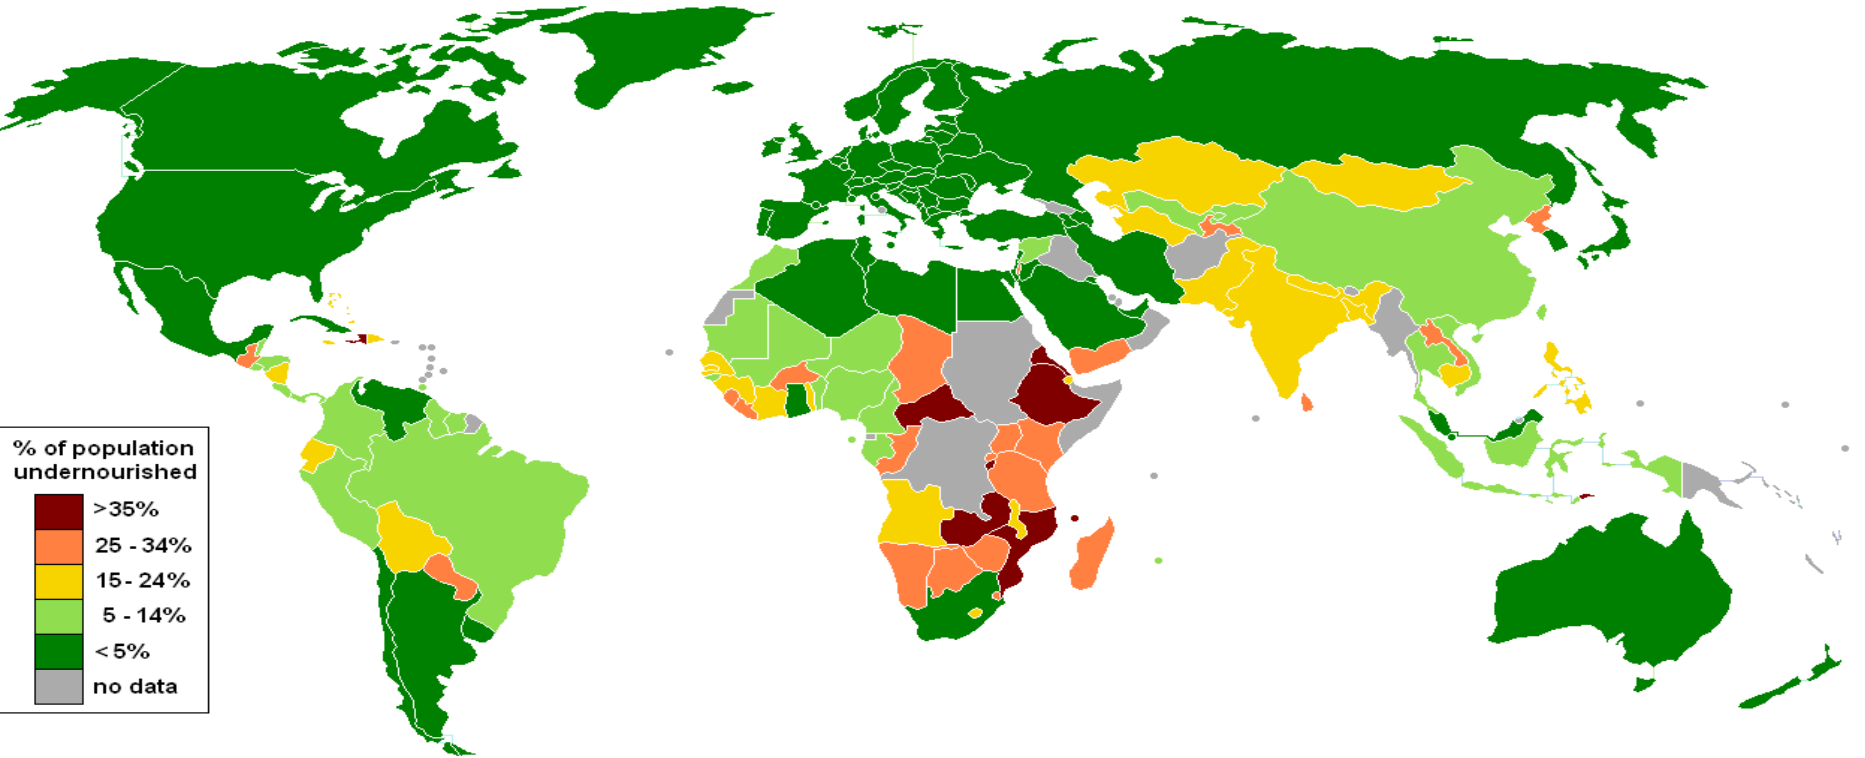 % of population
undernourished
>35%
25 - 34%
15- 24%
5 - 14%
<5%
no data